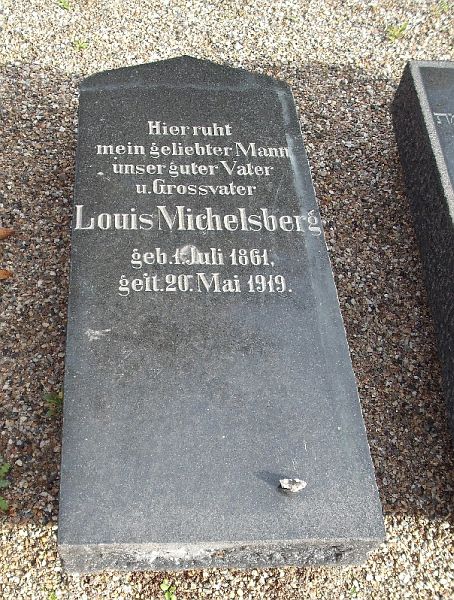 Hier ruht
mein geliebter Mann
unser guter Vater
u. Grossvater
Louis Michelsberg
geb. 1. Juli 1861,
gest. 20. Mai 1919.